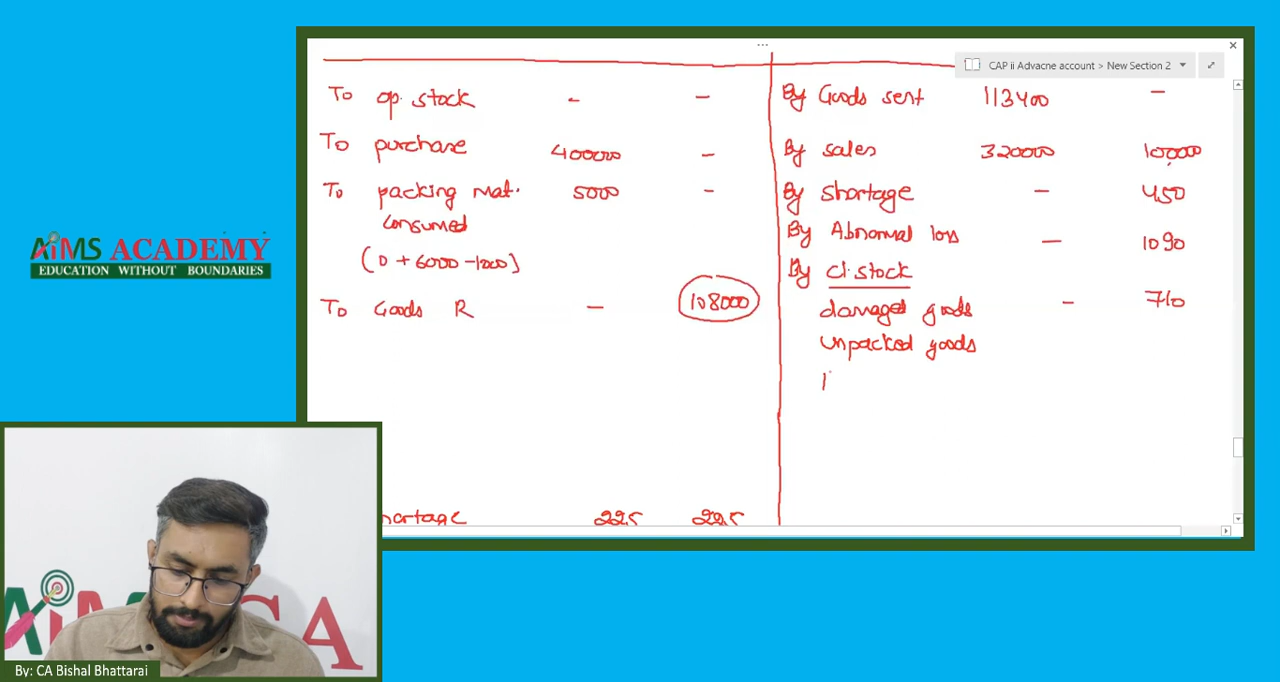 ...
CAP ii Advacne account > New Section 2
To op. stock - -
To purchase 400000 -
To packing mat. 5000 -
consumed
(0 + 6000 - 1000)
To Goods R - 108000
By Goods sent 113400 -
By sales 320000 100,000
By shortage - 450
By Abnormal loss - 1090
By cl. stock
damaged goods - 710
unpacked goods
hortage 225 225
AiMS ACADEMY
EDUCATION WITHOUT BOUNDARIES
CA
By: CA Bishal Bhattarai